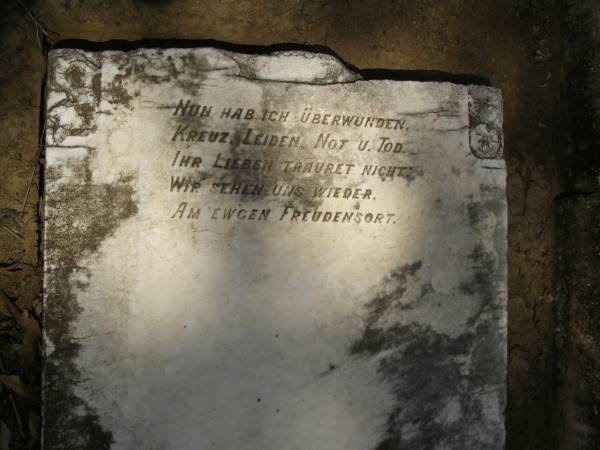 NUN HAB ICH ÜBERWUNDEN.
KREUZ, LEIDEN, NOT U. TOD.
IHR LIEBEN TRAURET NICHT.
WIR SEHEN UNS WIEDER.
AM EWGEN FREUDENSORT.